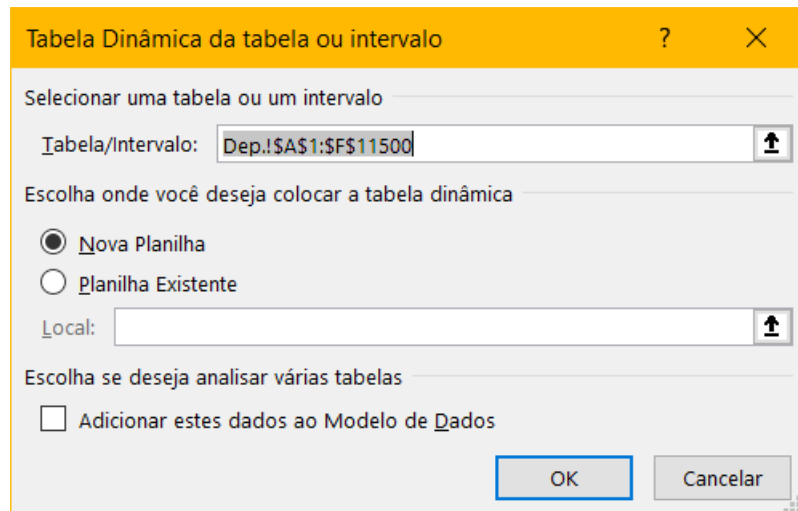 Tabela Dinâmica da tabela ou intervalo ? ×
Selecionar uma tabela ou um intervalo
Tabela/Intervalo: Dep.!$A$1:$F$11500
Escolha onde você deseja colocar a tabela dinâmica
Nova Planilha
Planilha Existente
Local:
Escolha se deseja analisar várias tabelas
Adicionar estes dados ao Modelo de Dados
OK Cancelar